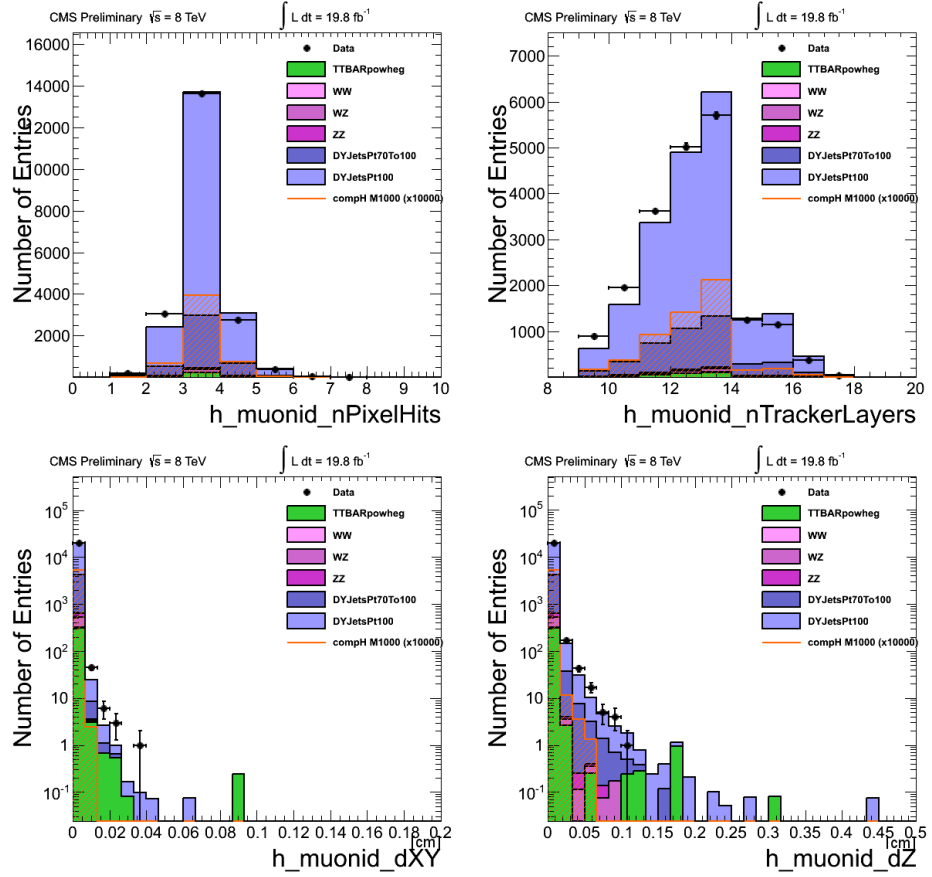 CMS Preliminary √s = 8 TeV ∫ L dt = 19.8 fb⁻¹
Number of Entries
16000
14000
12000
10000
8000
6000
4000
2000
Data
TTBARpowheg
WW
WZ
ZZ
DYJetsPt70To100
DYJetsPt100
compH M1000 (x10000)
0 1 2 3 4 5 6 7 8 9 10
h_muonid_nPixelHits
CMS Preliminary √s = 8 TeV ∫ L dt = 19.8 fb⁻¹
Number of Entries
7000
6000
5000
4000
3000
2000
1000
Data
TTBARpowheg
WW
WZ
ZZ
DYJetsPt70To100
DYJetsPt100
compH M1000 (x10000)
8 10 12 14 16 18 20
h_muonid_nTrackerLayers
CMS Preliminary √s = 8 TeV ∫ L dt = 19.8 fb⁻¹
Number of Entries
10⁵
10⁴
10³
10²
10
1
10⁻¹
Data
TTBARpowheg
WW
WZ
ZZ
DYJetsPt70To100
DYJetsPt100
compH M1000 (x10000)
0 0.02 0.04 0.06 0.08 0.1 0.12 0.14 0.16 0.18 0.2
[cm]
h_muonid_dXY
CMS Preliminary √s = 8 TeV ∫ L dt = 19.8 fb⁻¹
Number of Entries
10⁵
10⁴
10³
10²
10
1
10⁻¹
Data
TTBARpowheg
WW
WZ
ZZ
DYJetsPt70To100
DYJetsPt100
compH M1000 (x10000)
0 0.05 0.1 0.15 0.2 0.25 0.3 0.35 0.4 0.45 0.5
[cm]
h_muonid_dZ